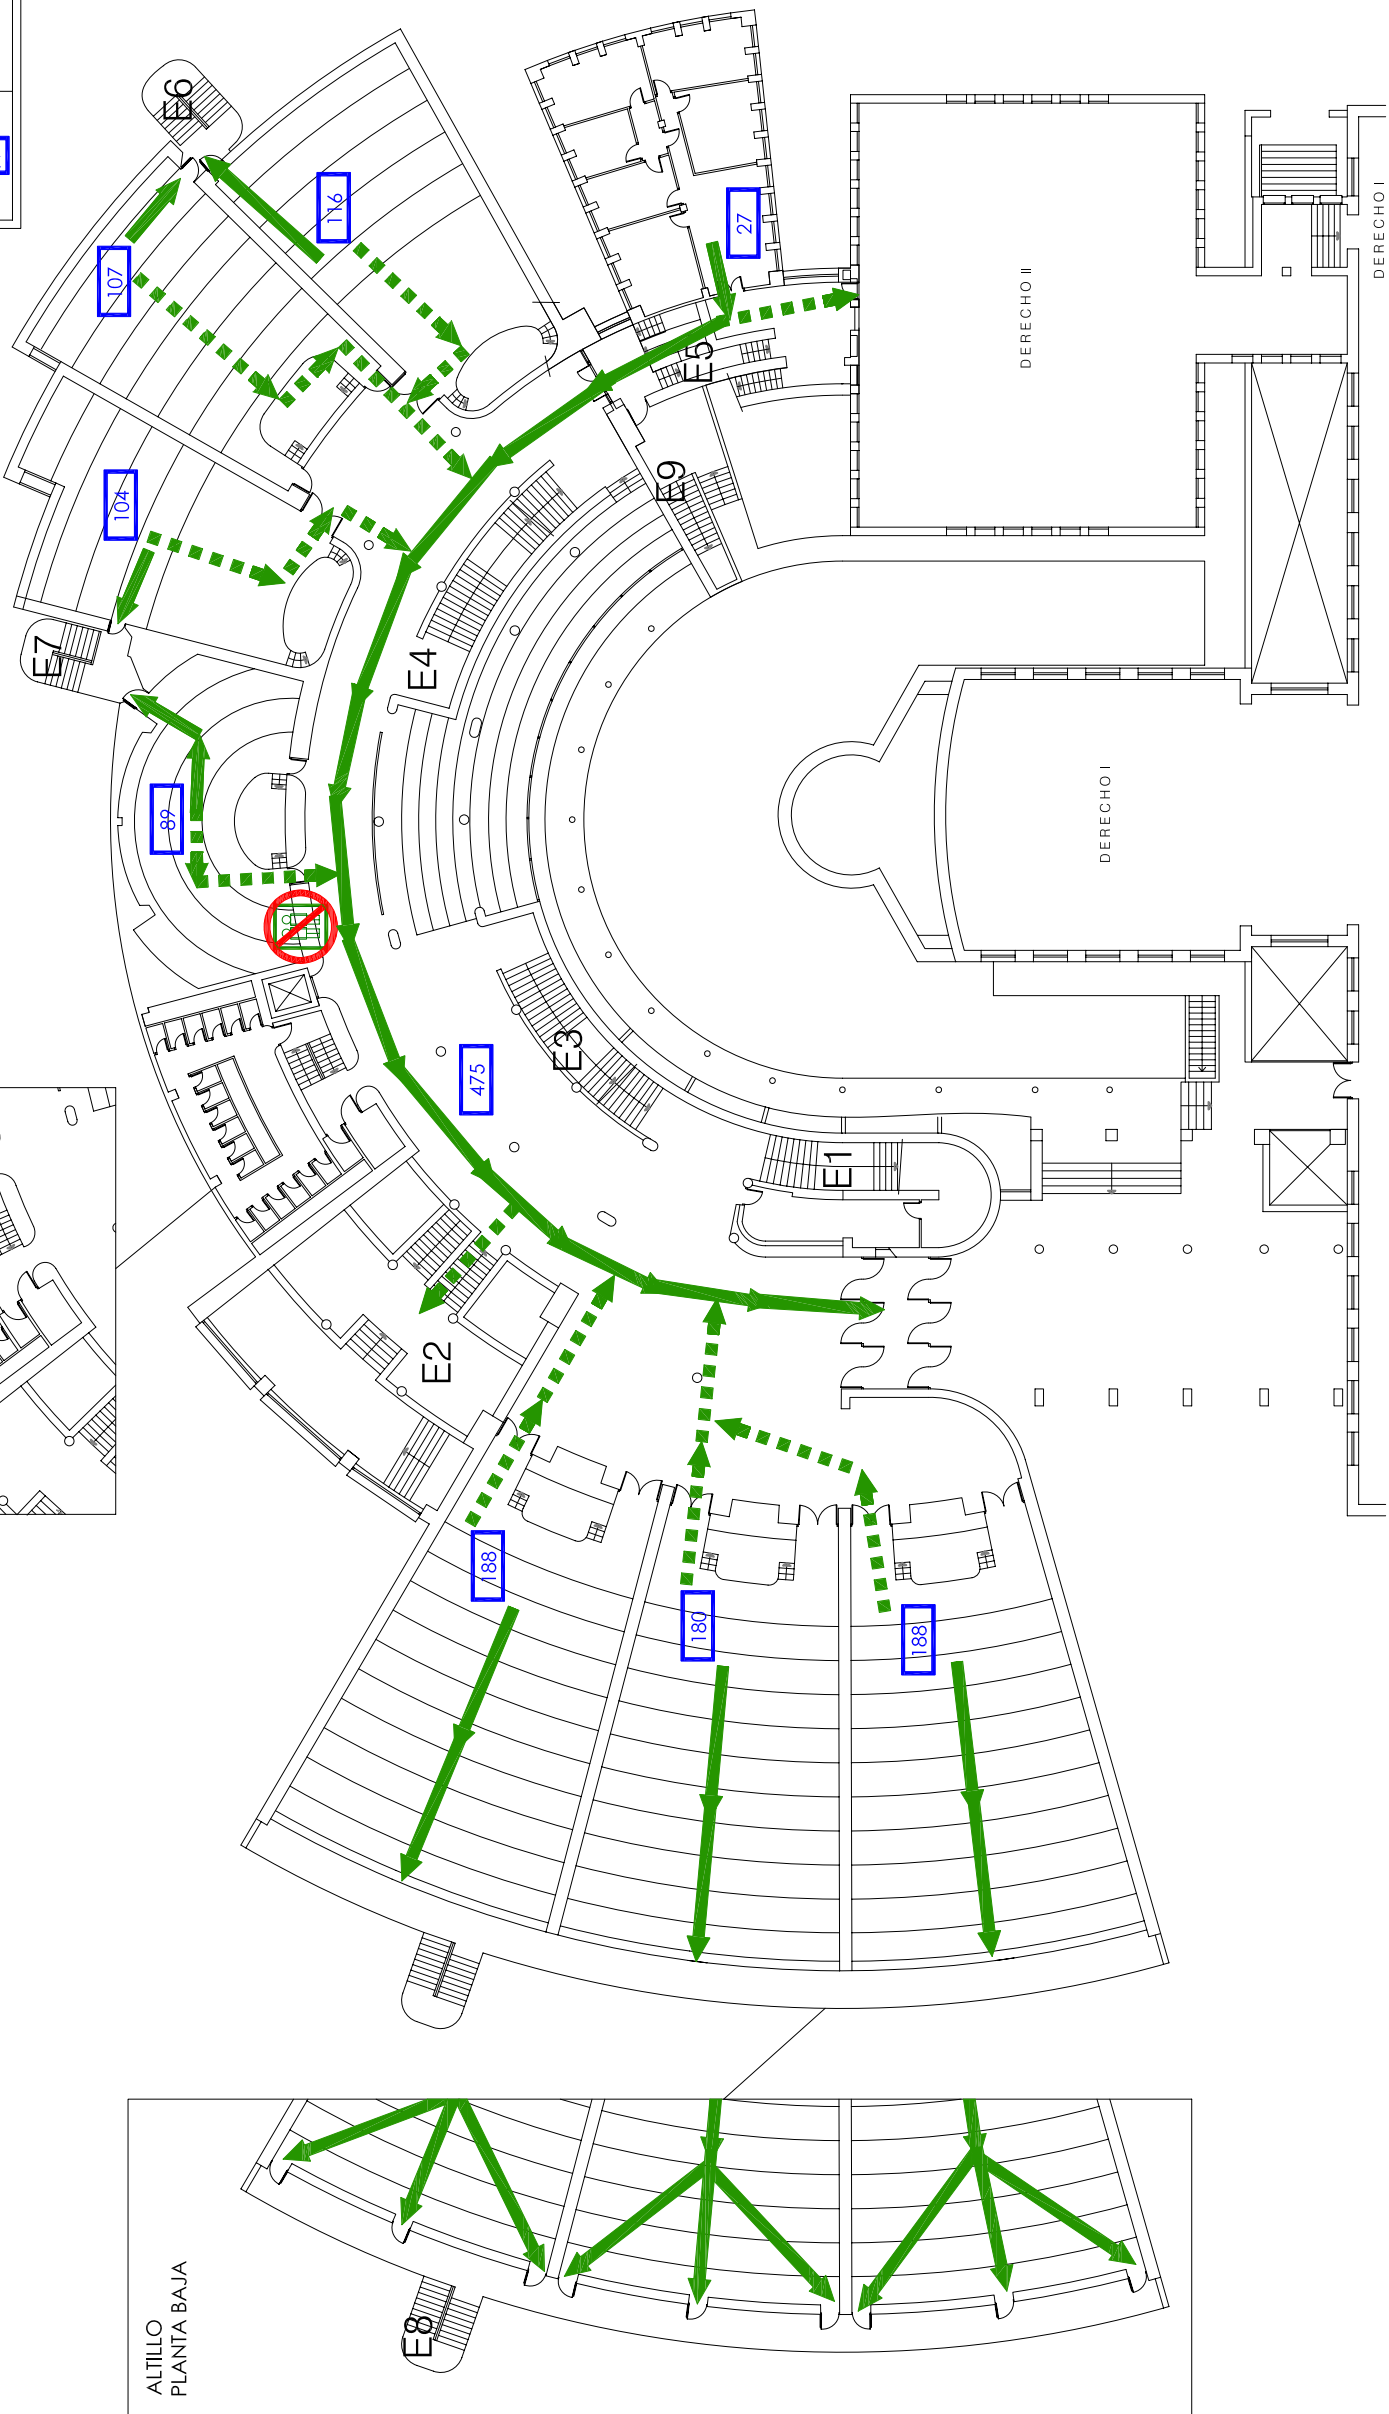 E6
116
107
27
DERECHO I
DERECHO II
E5
E9
104
E7
E4
89
DERECHO I
475
E3
E1
E2
188
180
188
E8
ALTILLO
PLANTA BAJA